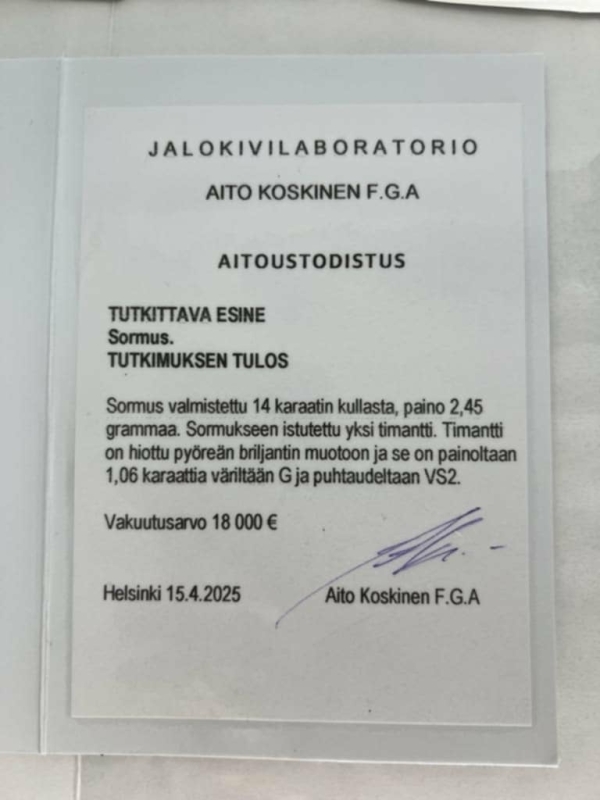 JALOKIVILABORATORIO
AITO KOSKINEN F.G.A
AITOUSTODISTUS
TUTKITTAVA ESINE
Sormus.
TUTKIMUKSEN TULOS
Sormus valmistettu 14 karaatin kullasta, paino 2,45
grammaa. Sormukseen istutettu yksi timantti. Timantti
on hiottu pyöreän briljantin muotoon ja se on painoltaan
1,06 karaattia väriltään G ja puhtaudeltaan VS2.
Vakuutusarvo 18 000 €
Helsinki 15.4.2025
Aito Koskinen F.G.A